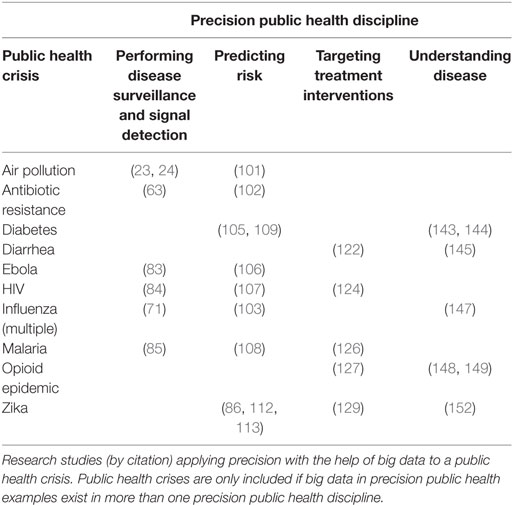 Precision public health discipline
Public health Performing Predicting Targeting Understanding
crisis disease risk treatment disease
surveillance interventions
and signal
detection
Air pollution (23, 24) (101)
Antibiotic (63) (102)
resistance
Diabetes (105, 109) (143, 144)
Diarrhea (122) (145)
Ebola (83) (106)
HIV (84) (107) (124)
Influenza (71) (103) (147)
(multiple)
Malaria (85) (108) (126)
Opioid (127) (148, 149)
epidemic
Zika (86, 112, (129) (152)
113)
Research studies (by citation) applying precision with the help of big data to a public
health crisis. Public health crises are only included if big data in precision public health
examples exist in more than one precision public health discipline.